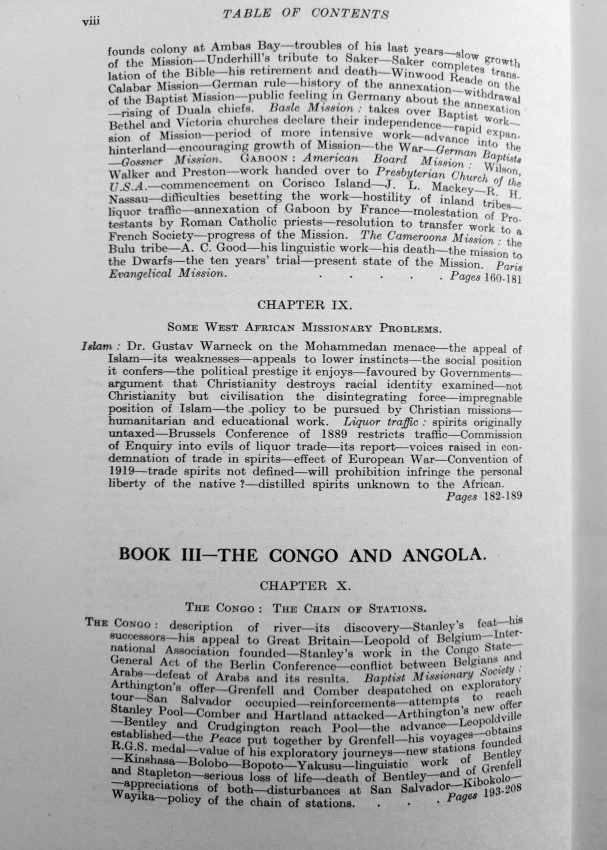 viii
TABLE OF CONTENTS
founds colony at Ambas Bay—troubles of his last years—slow growth
of the Mission—Underhill's tribute to Saker—Saker completes trans-
lation of the Bible—his retirement and death—Winwood Reade on the
Calabar Mission—German rule—history of the annexation—withdrawal
of the Baptist Mission—public feeling in Germany about the annexation
—rising of Duala chiefs. Basle Mission: takes over Baptist work—
Bethel and Victoria churches declare their independence—rapid expan-
sion of Mission—period of more intensive work—advance into the
hinterland—encouraging growth of Mission—the War—German Baptists
—Gossner Mission. GABOON: American Board Mission: Wilson,
Walker and Preston—work handed over to Presbyterian Church of the
U.S.A.—commencement on Corisco Island—J. L. Mackey—R. H.
Nassau—difficulties besetting the work—hostility of inland tribes—
liquor traffic—annexation of Gaboon by France—molestation of Pro-
testants by Roman Catholic priests—resolution to transfer work to a
French Society—progress of the Mission. The Cameroons Mission: the
Bulu tribe—A. C. Good—his linguistic work—his death—the mission to
the Dwarfs—the ten years' trial—present state of the Mission. Paris
Evangelical Mission. . . . . . Pages 160-181
CHAPTER IX.
SOME WEST AFRICAN MISSIONARY PROBLEMS.
Islam: Dr. Gustav Warneck on the Mohammedan menace—the appeal of
Islam—its weaknesses—appeals to lower instincts—the social position
it confers—the political prestige it enjoys—favoured by Governments—
argument that Christianity destroys racial identity examined—not
Christianity but civilisation the disintegrating force—impregnable
position of Islam—the policy to be pursued by Christian missions—
humanitarian and educational work. Liquor traffic: spirits originally
untaxed—Brussels Conference of 1889 restricts traffic—Commission
of Enquiry into evils of liquor trade—its report—voices raised in con-
demnation of trade in spirits—effect of European War—Convention of
1919—trade spirits not defined—will prohibition infringe the personal
liberty of the native?—distilled spirits unknown to the African.
Pages 182-189
BOOK III—THE CONGO AND ANGOLA.
CHAPTER X.
THE CONGO: THE CHAIN OF STATIONS.
THE CONGO: description of river—its discovery—Stanley's feat—his
successors—his appeal to Great Britain—Leopold of Belgium—Inter-
national Association founded—Stanley's work in the Congo State—
General Act of the Berlin Conference—conflict between Belgians and
Arabs—defeat of Arabs and its results. Baptist Missionary Society:
Arthington's offer—Grenfell and Comber despatched on exploratory
tour—San Salvador occupied—reinforcements—attempts to reach
Stanley Pool—Comber and Hartland attacked—Arthington's new offer
—Bentley and Crudgington reach Pool—the advance—Leopoldville
established—the Peace put together by Grenfell—his voyages—obtains
R.G.S. medal—value of his exploratory journeys—new stations founded
—Kinshasa—Bolobo—Bopoto—Yakusu—linguistic work of Bentley
and Stapleton—serious loss of life—death of Bentley—and of Grenfell
—appreciations of both—disturbances at San Salvador—Kibokolo—
Wayika—policy of the chain of stations. . . . Pages 193-208